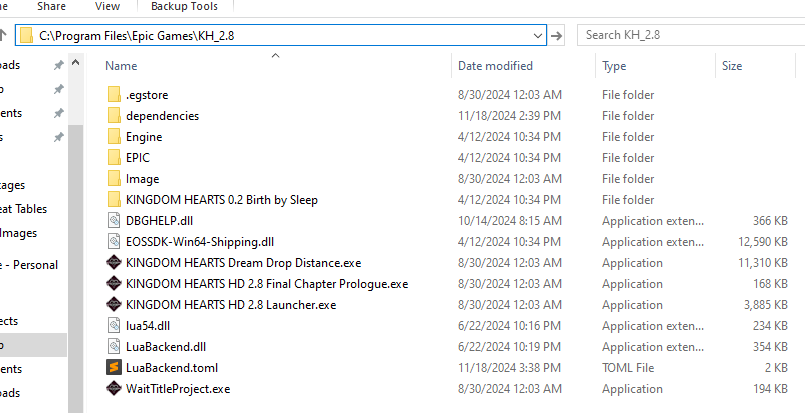 Share View Backup Tools
C:\Program Files\Epic Games\KH_2.8 Search KH_2.8
Name Date modified Type Size
.egstore 8/30/2024 12:03 AM File folder
dependencies 11/18/2024 2:39 PM File folder
Engine 4/12/2024 10:34 PM File folder
EPIC 4/12/2024 10:34 PM File folder
Image 8/30/2024 12:03 AM File folder
KINGDOM HEARTS 0.2 Birth by Sleep 4/12/2024 10:34 PM File folder
DBGHELP.dll 10/14/2024 8:15 AM Application exten... 366 KB
EOSSDK-Win64-Shipping.dll 4/12/2024 10:34 PM Application exten... 12,590 KB
KINGDOM HEARTS Dream Drop Distance.exe 8/30/2024 12:03 AM Application 11,310 KB
KINGDOM HEARTS HD 2.8 Final Chapter Prologue.exe 8/30/2024 12:03 AM Application 168 KB
KINGDOM HEARTS HD 2.8 Launcher.exe 8/30/2024 12:03 AM Application 3,885 KB
lua54.dll 6/22/2024 10:16 PM Application exten... 234 KB
LuaBackend.dll 6/22/2024 10:19 PM Application exten... 354 KB
LuaBackend.toml 11/18/2024 3:38 PM TOML File 2 KB
WaitTitleProject.exe 8/30/2024 12:03 AM Application 194 KB
oads
ents
s
kages
eat Tables
Images
e - Personal
ects
ents
oads